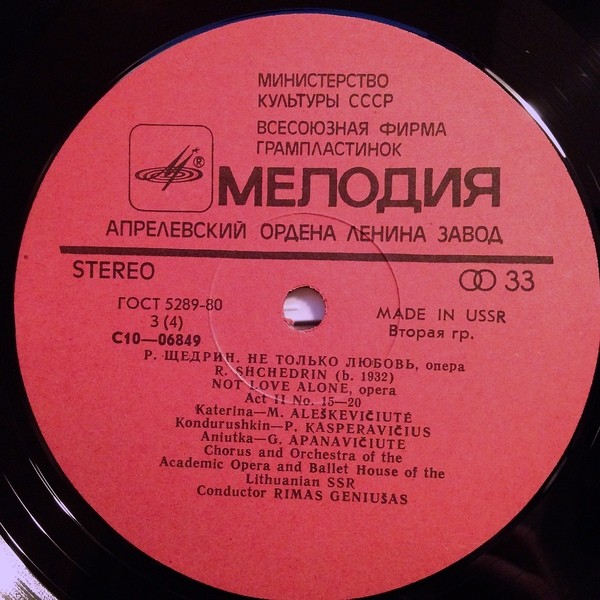 МИНИСТЕРСТВО
КУЛЬТУРЫ СССР
ВСЕСОЮЗНАЯ ФИРМА
ГРАМПЛАСТИНОК
® МЕЛОДИЯ
АПРЕЛЕВСКИЙ ОРДЕНА ЛЕНИНА ЗАВОД
STEREO 33
ГОСТ 5289-80
3 (4)
С10—06849
MADE IN USSR
Вторая гр.
Р. ЩЕДРИН. НЕ ТОЛЬКО ЛЮБОВЬ, опера
R. SHCHEDRIN (b. 1932)
NOT LOVE ALONE, opera
Act II No. 15—20
Katerina—M. ALEŠKEVIČIUTĖ
Kondurushkin—P. KASPERAVIČIUS
Aniutka—G. APANAVIČIUTE
Chorus and Orchestra of the
Academic Opera and Ballet House of the
Lithuanian SSR
Conductor RIMAS GENIUŠAS